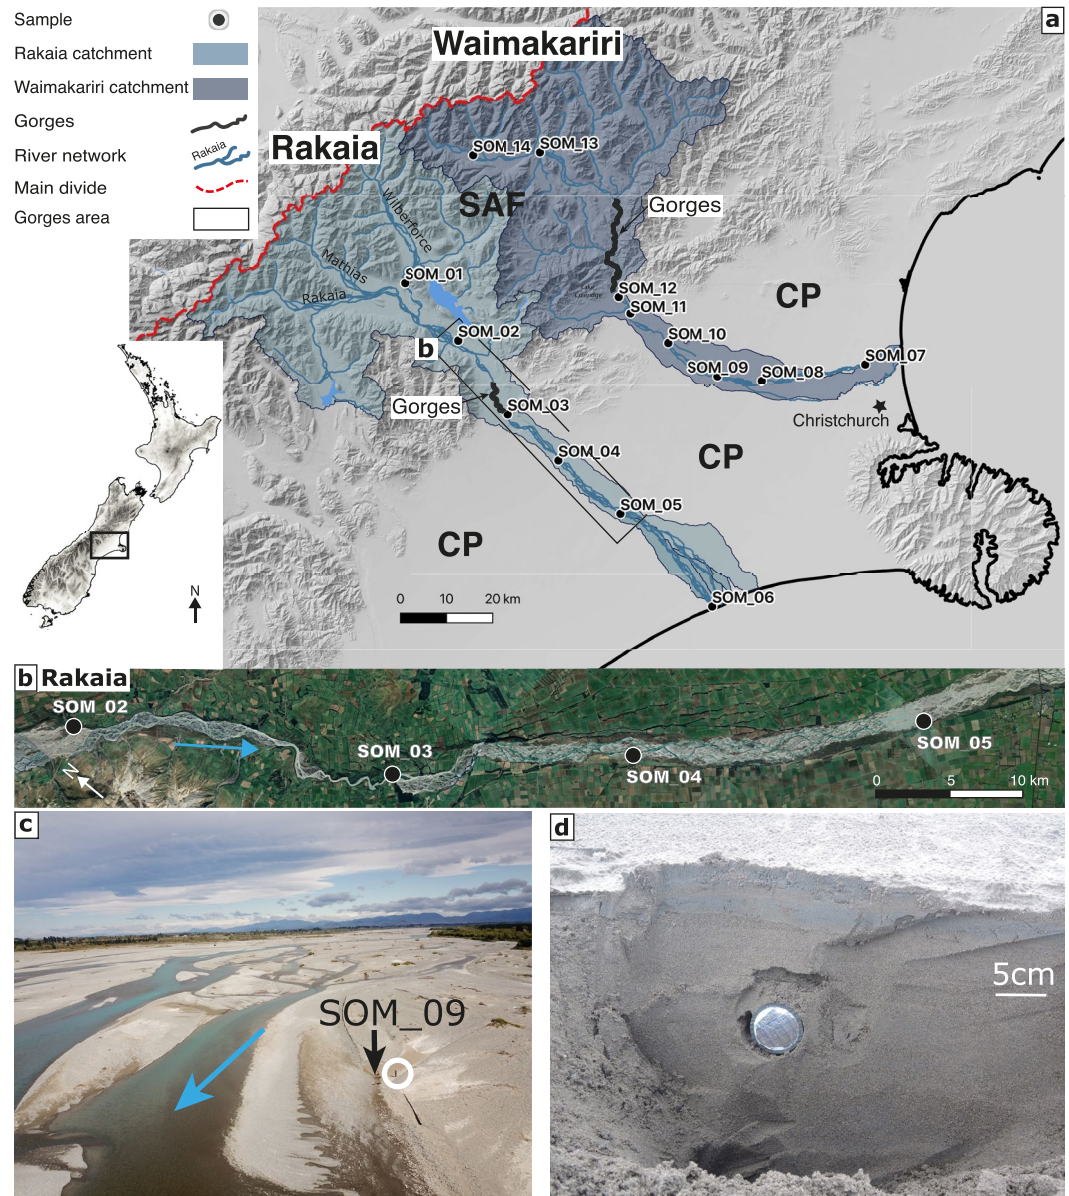 Sample
Rakaia catchment
Waimakariri catchment
Gorges
River network
Rakaia
Main divide
Gorges area
a
Waimakariri
Rakaia
SOM_14
SOM_13
SAF
Gorges
Wilberforce
Mathias
Rakaia
SOM_01
SOM_12
SOM_11
CP
SOM_02
b
SOM_10
SOM_09
SOM_08
SOM_07
Gorges
SOM_03
Christchurch
SOM_04
CP
SOM_05
CP
N
0 10 20 km
SOM_06
b Rakaia
SOM_02
SOM_03
SOM_04
SOM_05
N
0 5 10 km
c
SOM_09
d
5cm